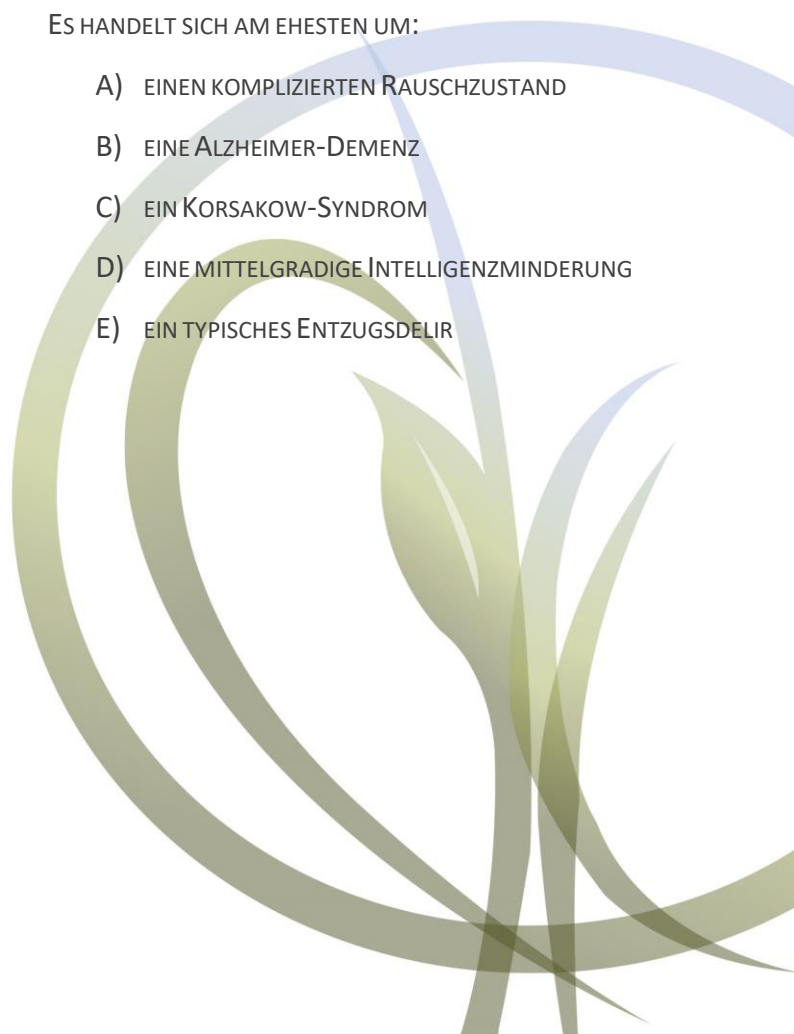 Es handelt sich am ehesten um:
A) einen komplizierten Rauschzustand
B) eine Alzheimer-Demenz
C) ein Korsakow-Syndrom
D) eine mittelgradige Intelligenzminderung
E) ein typisches Entzugsdelir